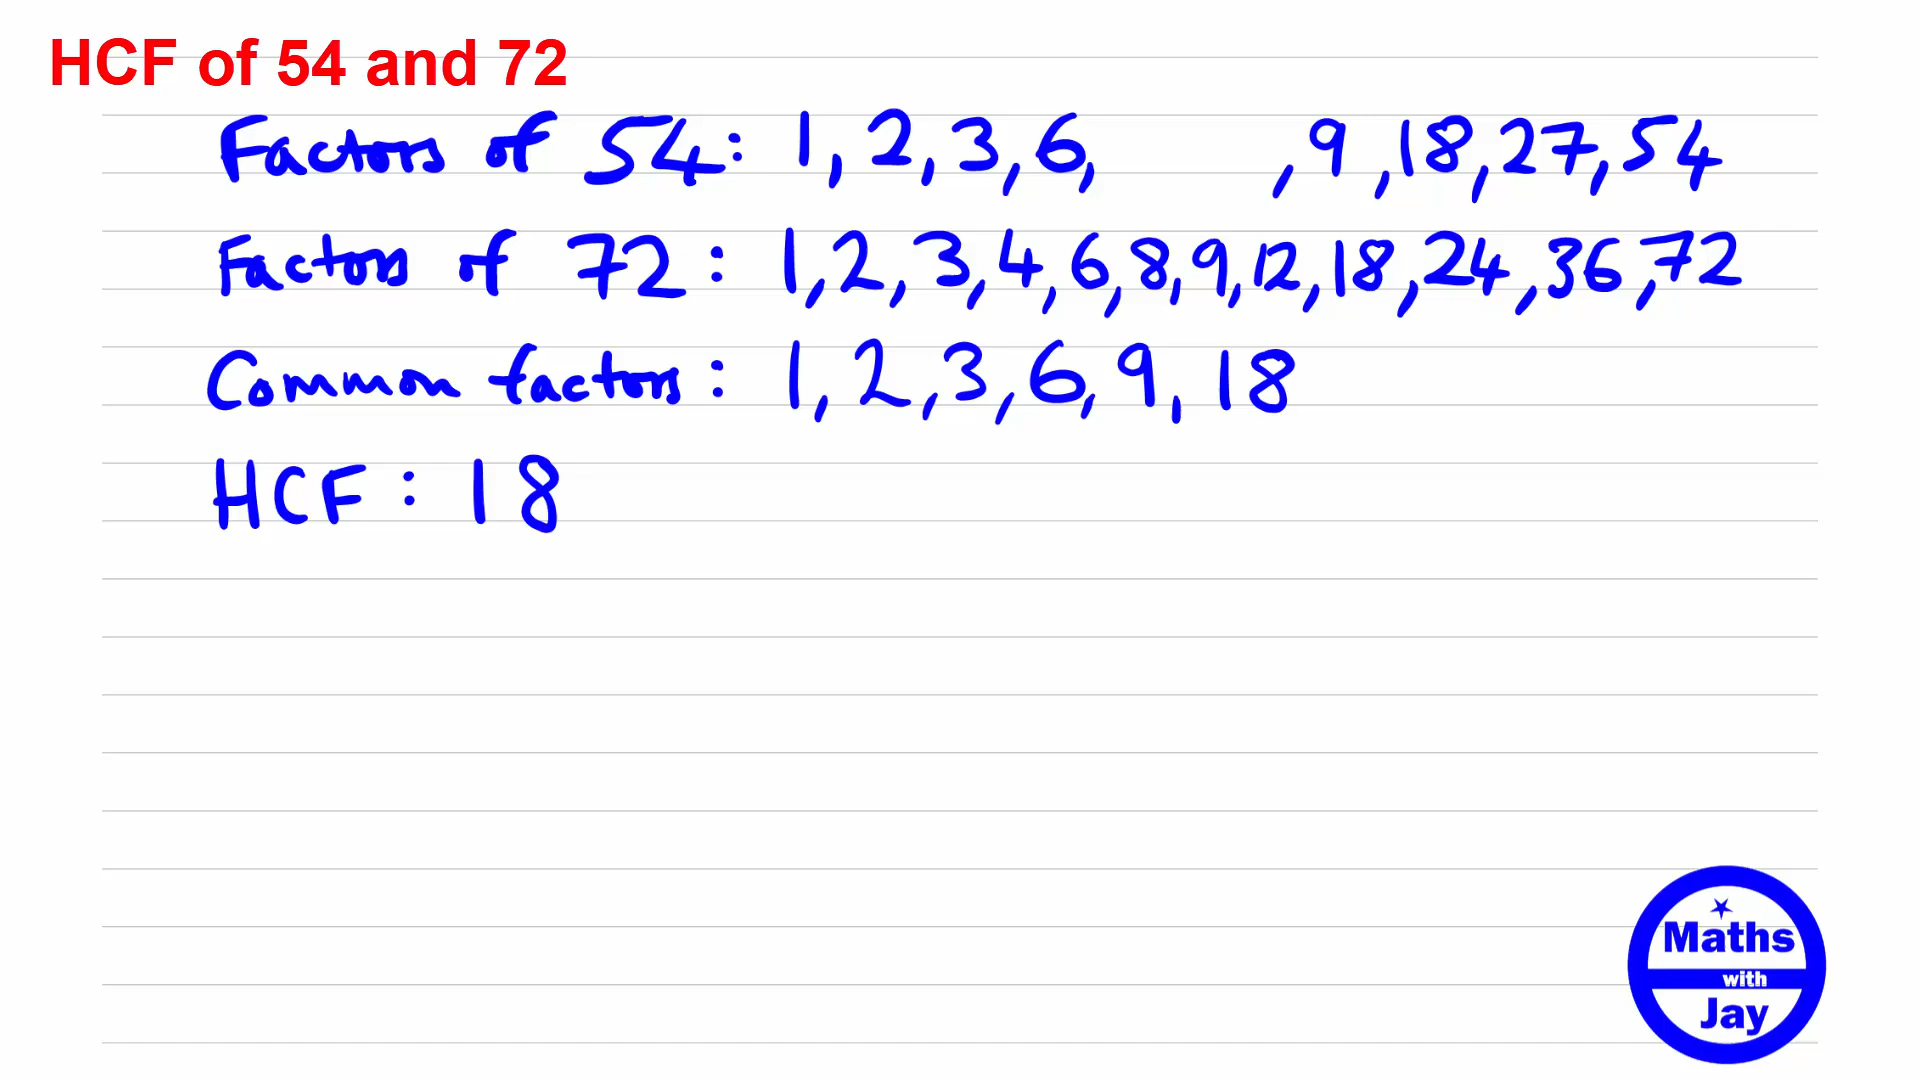 HCF of 54 and 72
Factors of 54: 1, 2, 3, 6, , 9, 18, 27, 54
Factors of 72: 1, 2, 3, 4, 6, 8, 9, 12, 18, 24, 36, 72
Common factors: 1, 2, 3, 6, 9, 18
HCF: 18
Maths
with
Jay